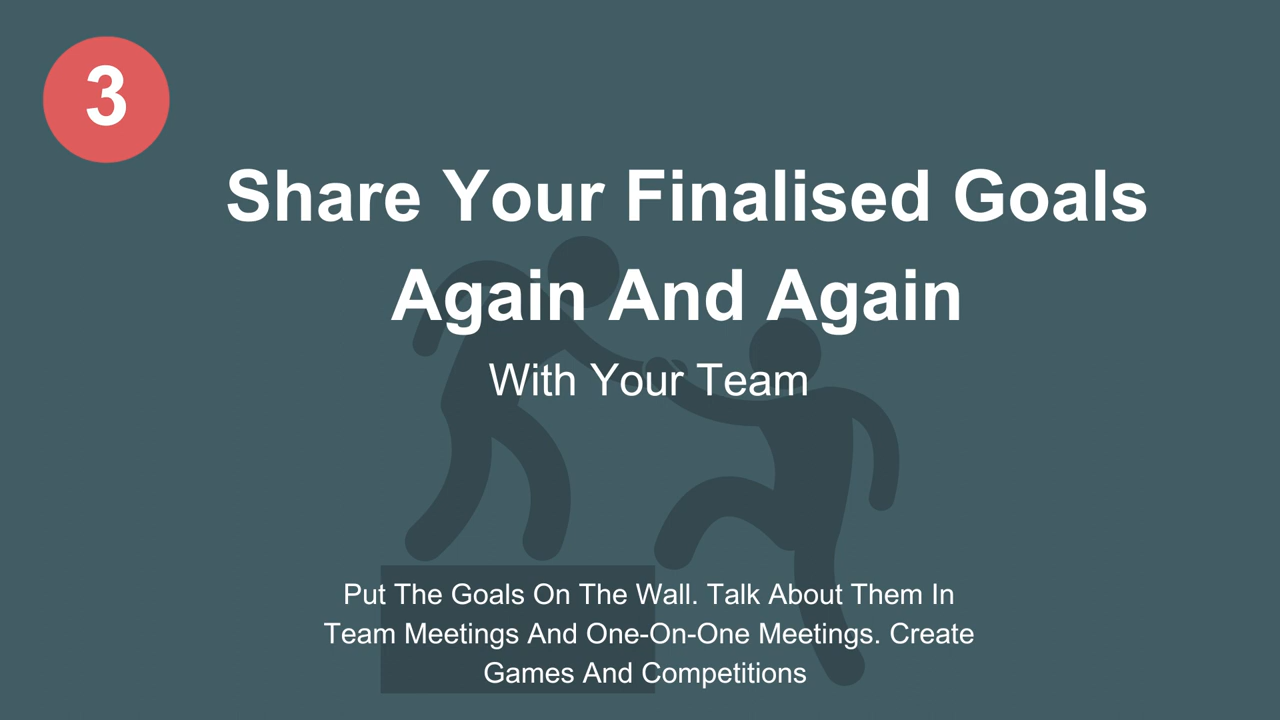 3
Share Your Finalised Goals
Again And Again
With Your Team
Put The Goals On The Wall. Talk About Them In
Team Meetings And One-On-One Meetings. Create
Games And Competitions